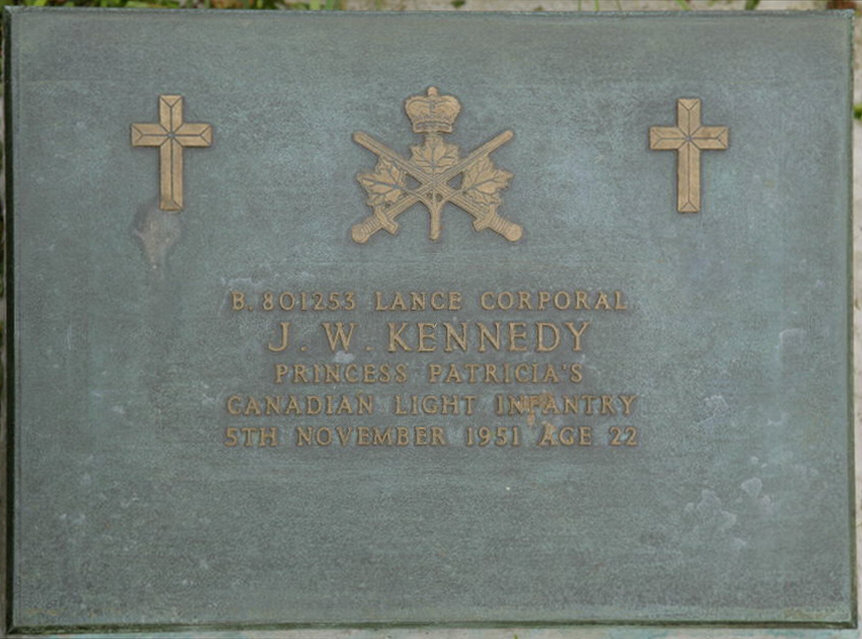 B. 801253 LANCE CORPORAL
J. W. KENNEDY
PRINCESS PATRICIA'S
CANADIAN LIGHT INFANTRY
5TH NOVEMBER 1951 AGE 22